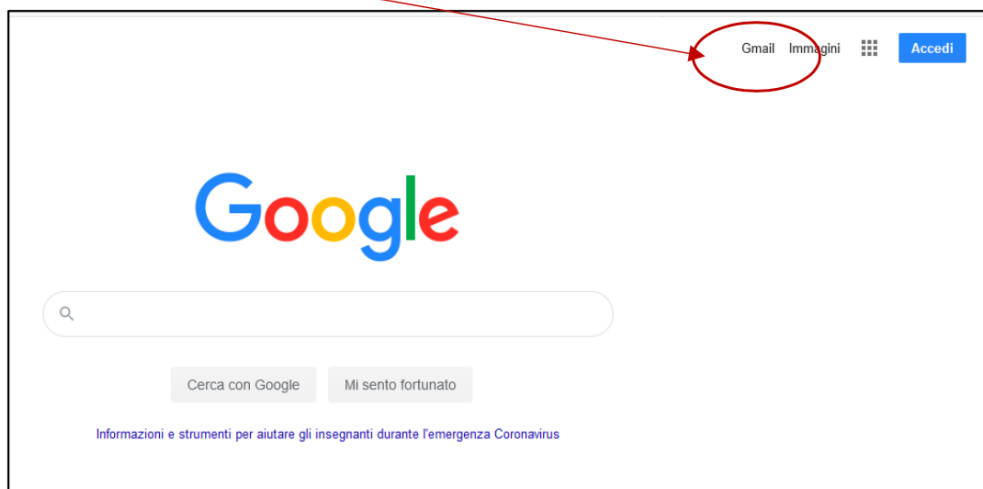 Gmail Immagini Accedi
Google
Cerca con Google Mi sento fortunato
Informazioni e strumenti per aiutare gli insegnanti durante l'emergenza Coronavirus